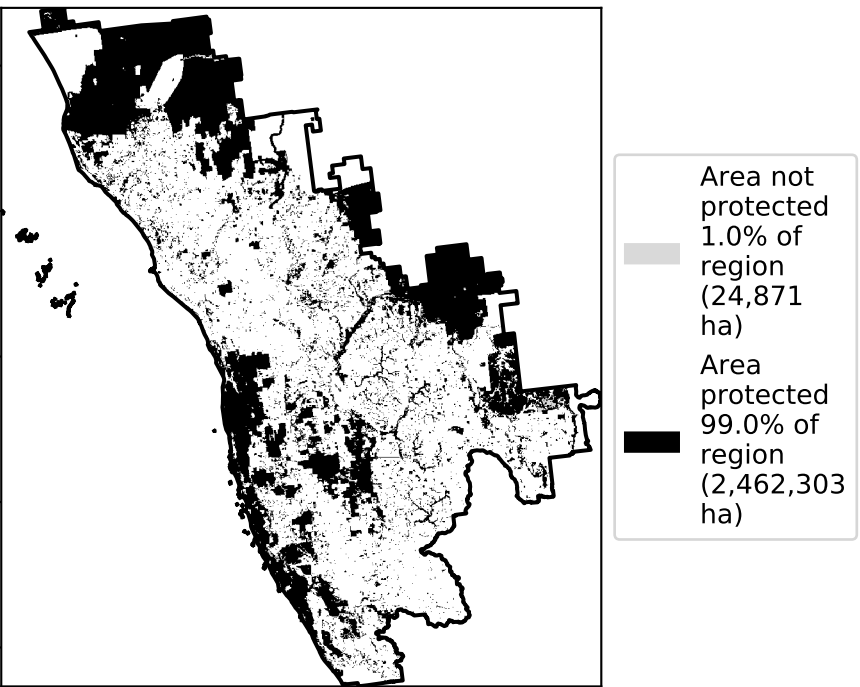 Area not
protected
1.0% of
region
(24,871
ha)
Area
protected
99.0% of
region
(2,462,303
ha)